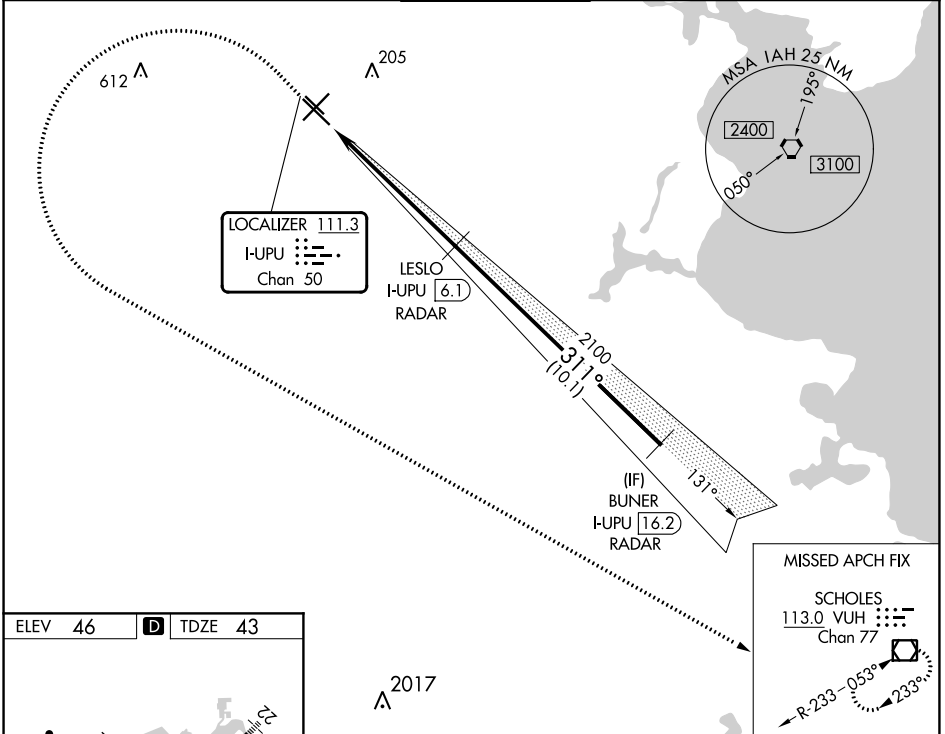 612
205
MSA IAH 25 NM
195°
2400
3100
050°
LOCALIZER 111.3
I-UPU
Chan 50
LESLO
I-UPU 6.1
RADAR
2100
311°
(10.1)
131°
(IF)
BUNER
I-UPU 16.2
RADAR
MISSED APCH FIX
SCHOLES
113.0 VUH
Chan 77
R-233-053°
233°
ELEV 46 D TDZE 43
2017
22